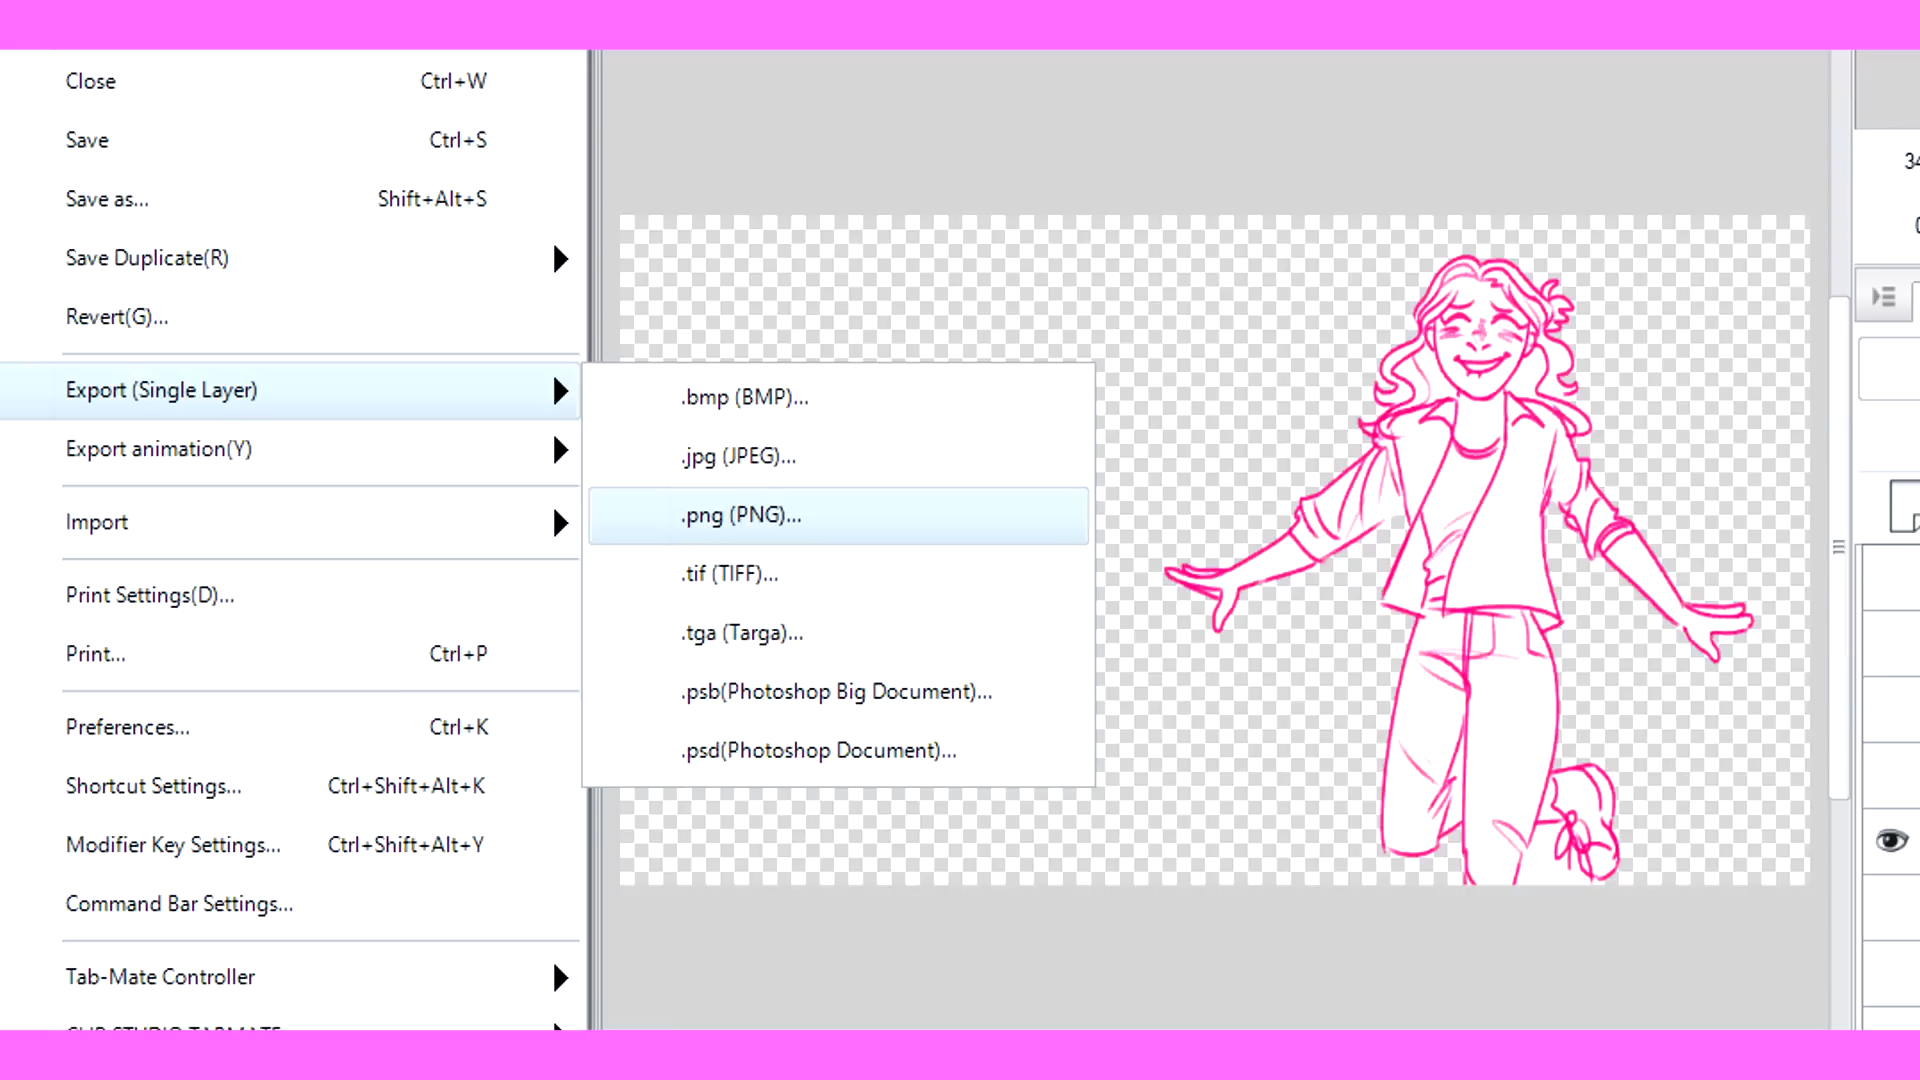 Close Ctrl+W
Save Ctrl+S
Save as... Shift+Alt+S
Save Duplicate(R)
Revert(G)...
Export (Single Layer)
Export animation(Y)
Import
Print Settings(D)...
Print... Ctrl+P
Preferences... Ctrl+K
Shortcut Settings... Ctrl+Shift+Alt+K
Modifier Key Settings... Ctrl+Shift+Alt+Y
Command Bar Settings...
Tab-Mate Controller
CLIP STUDIO TABMATE
.bmp (BMP)...
.jpg (JPEG)...
.png (PNG)...
.tif (TIFF)...
.tga (Targa)...
.psb(Photoshop Big Document)...
.psd(Photoshop Document)...